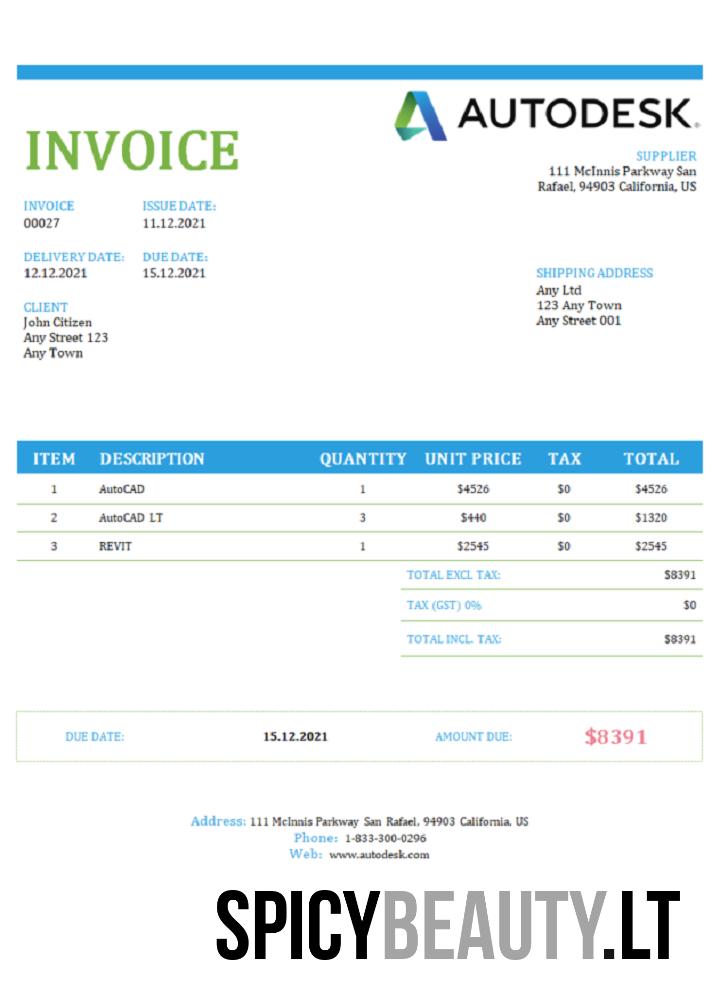 AUTODESK.
INVOICE
SUPPLIER
111 McInnis Parkway San
Rafael, 94903 California, US
INVOICE ISSUE DATE:
00027 11.12.2021
DELIVERY DATE: DUE DATE:
12.12.2021 15.12.2021
SHIPPING ADDRESS
Any Ltd
123 Any Town
Any Street 001
CLIENT
John Citizen
Any Street 123
Any Town
ITEM DESCRIPTION QUANTITY UNIT PRICE TAX TOTAL
1 AutoCAD 1 $4526 $0 $4526
2 AutoCAD LT 3 $440 $0 $1320
3 REVIT 1 $2545 $0 $2545
TOTAL EXCL TAX: $8391
TAX (GST) 0% $0
TOTAL INCL. TAX: $8391
DUE DATE: 15.12.2021 AMOUNT DUE: $8391
Address: 111 McInnis Parkway San Rafael, 94903 California, US
Phone: 1-833-300-0296
Web: www.autodesk.com
SPICYBEAUTY.LT